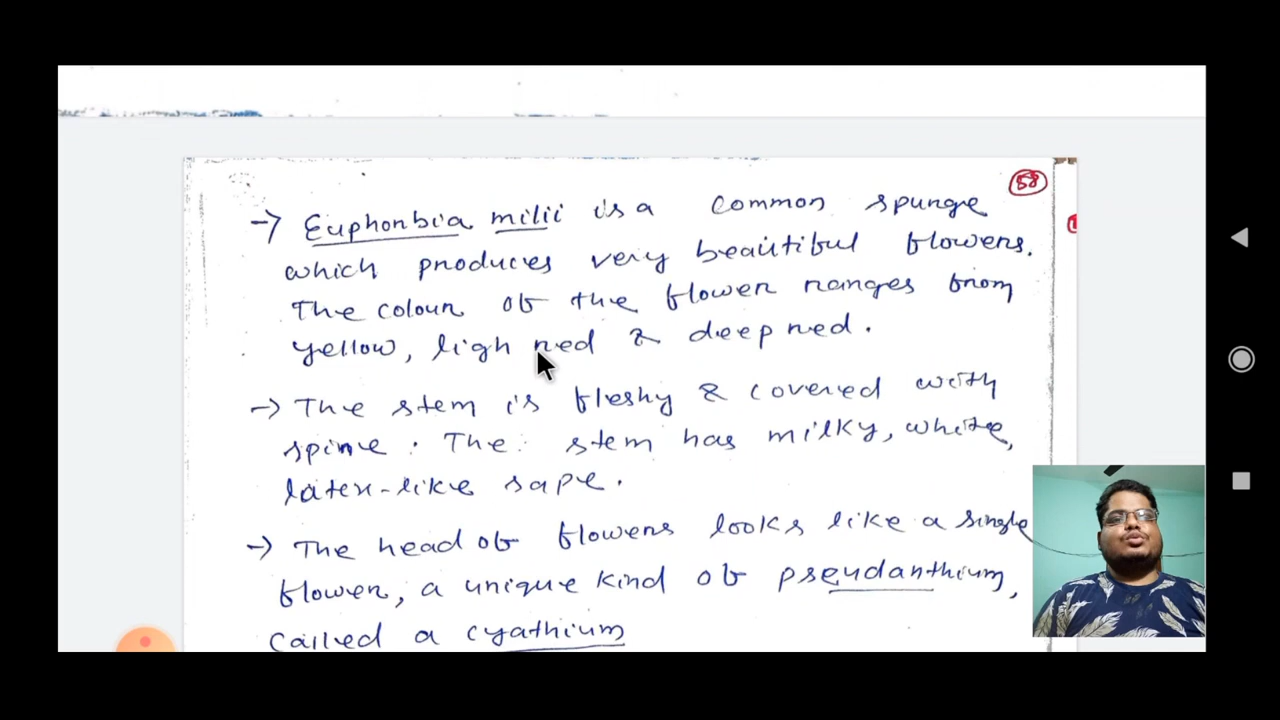 58
→ Euphorbia milii is a common spurge
which produces very beautiful flowers.
The colour of the flower ranges from
yellow, ligh red & deep red.
→ The stem is fleshy & covered with
spine. The stem has milky, white,
latex-like sape.
→ The head of flowers looks like a single
flower, a unique kind of pseudanthium,
called a cyathium